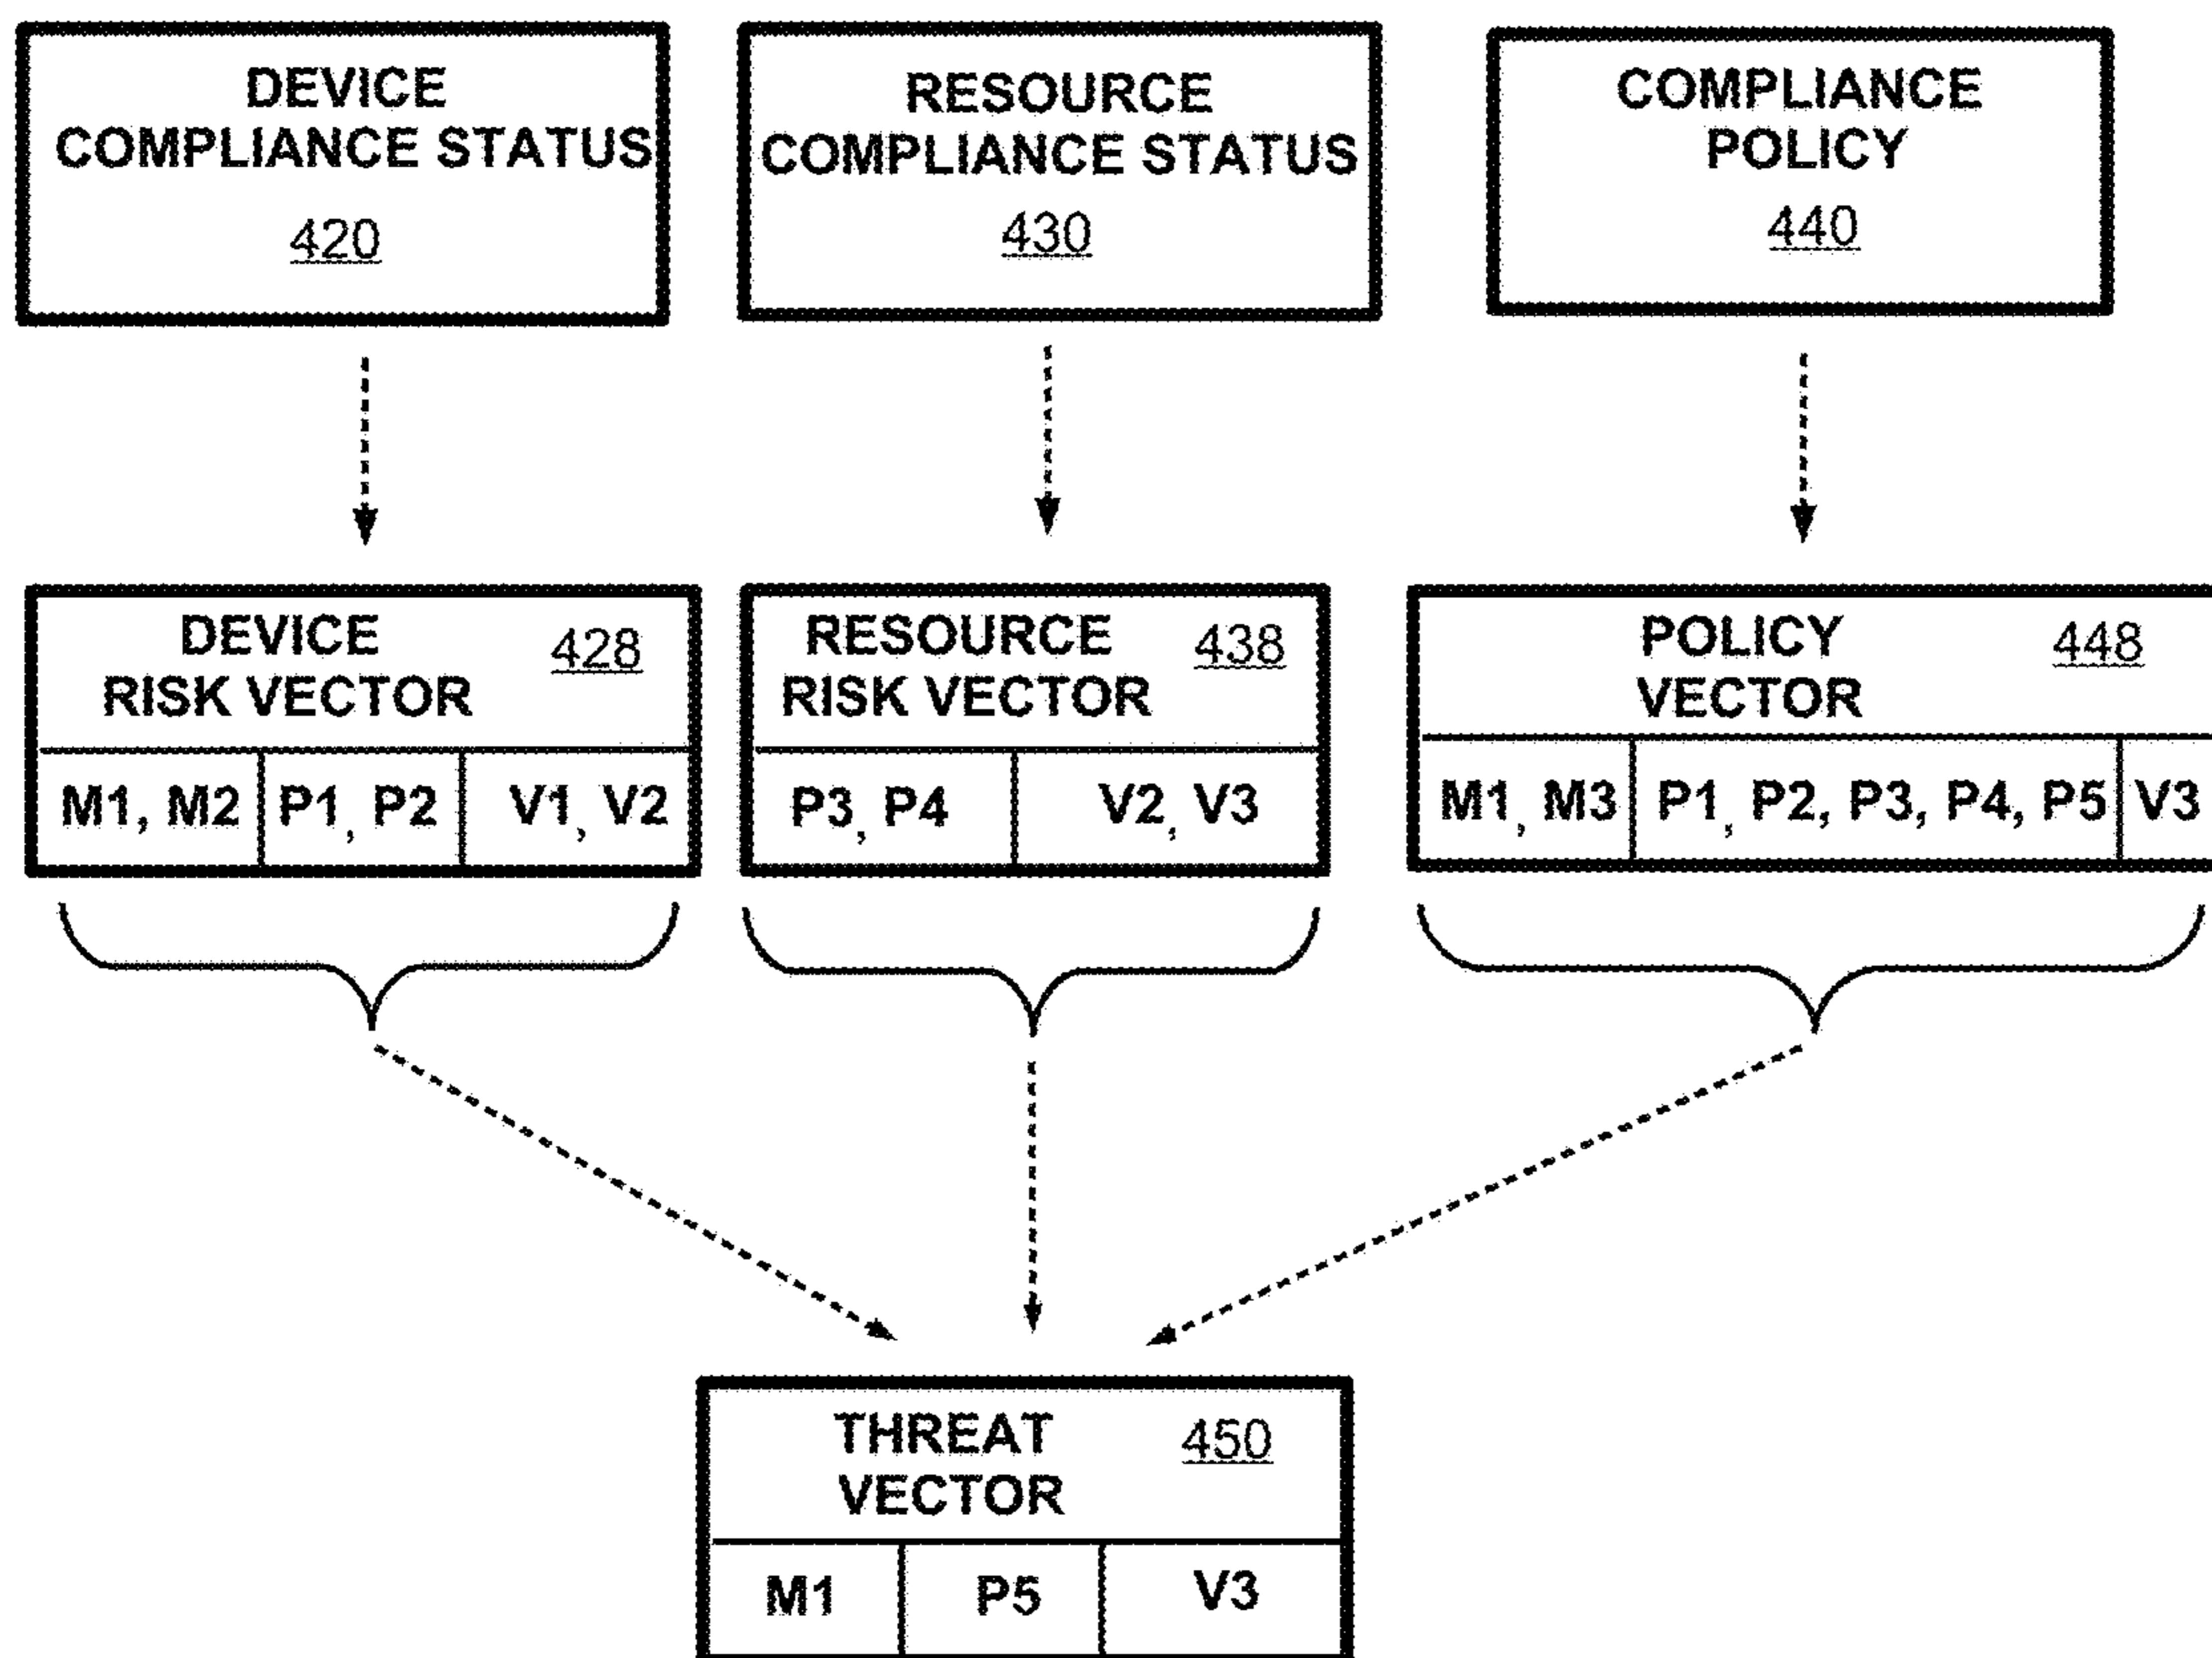 DEVICE
COMPLIANCE STATUS
420
RESOURCE
COMPLIANCE STATUS
430
COMPLIANCE
POLICY
440
DEVICE
RISK VECTOR
428
M1, M2
P1, P2
V1, V2
RESOURCE
RISK VECTOR
438
P3, P4
V2, V3
POLICY
VECTOR
448
M1, M3
P1, P2, P3, P4, P5
V3
THREAT
VECTOR
450
M1
P5
V3